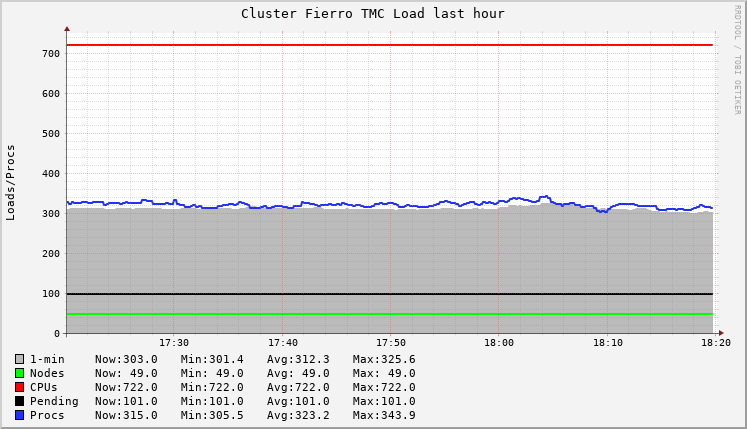 Cluster Fierro TMC Load last hour
RRDTOOL / TOBI OETIKER
Loads/Procs
700
600
500
400
300
200
100
0
17:30 17:40 17:50 18:00 18:10 18:20
1-min Now:303.0 Min:301.4 Avg:312.3 Max:325.6
Nodes Now: 49.0 Min: 49.0 Avg: 49.0 Max: 49.0
CPUs Now:722.0 Min:722.0 Avg:722.0 Max:722.0
Pending Now:101.0 Min:101.0 Avg:101.0 Max:101.0
Procs Now:315.0 Min:305.5 Avg:323.2 Max:343.9